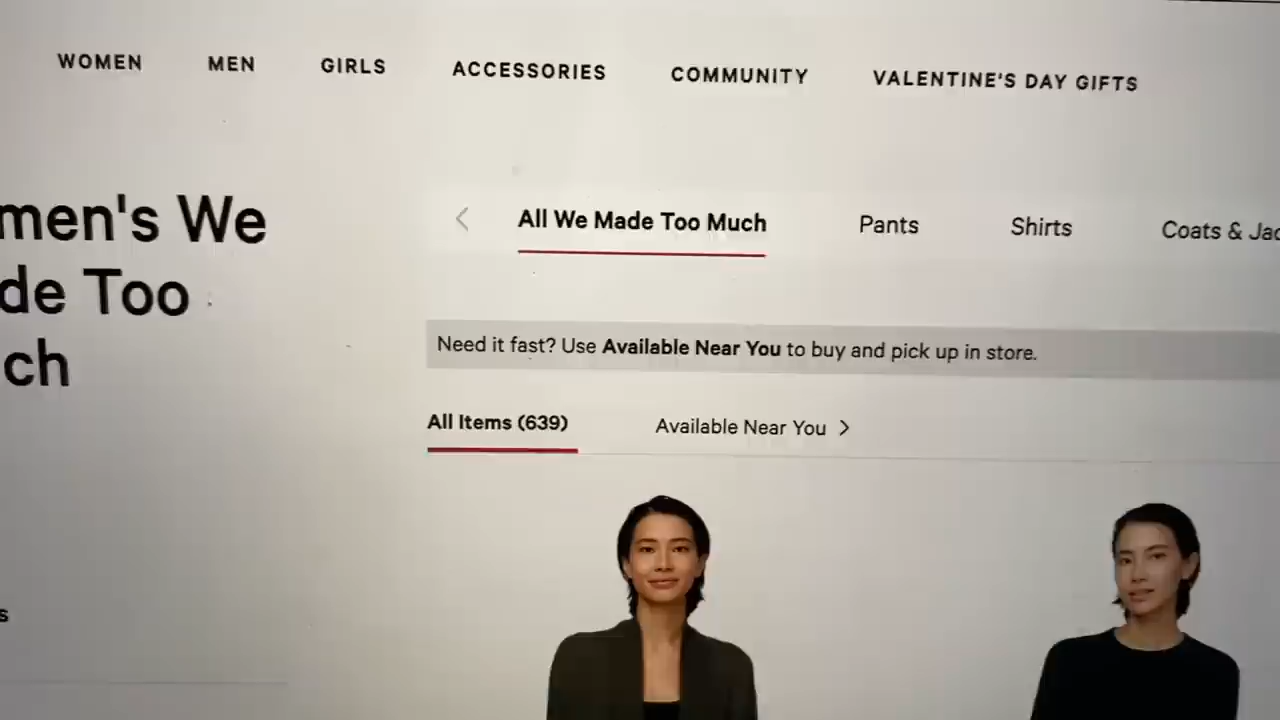 WOMEN MEN GIRLS ACCESSORIES COMMUNITY VALENTINE'S DAY GIFTS
men's We
de Too
ch
All We Made Too Much Pants Shirts Coats & Jac
Need it fast? Use Available Near You to buy and pick up in store.
All Items (639) Available Near You >
s